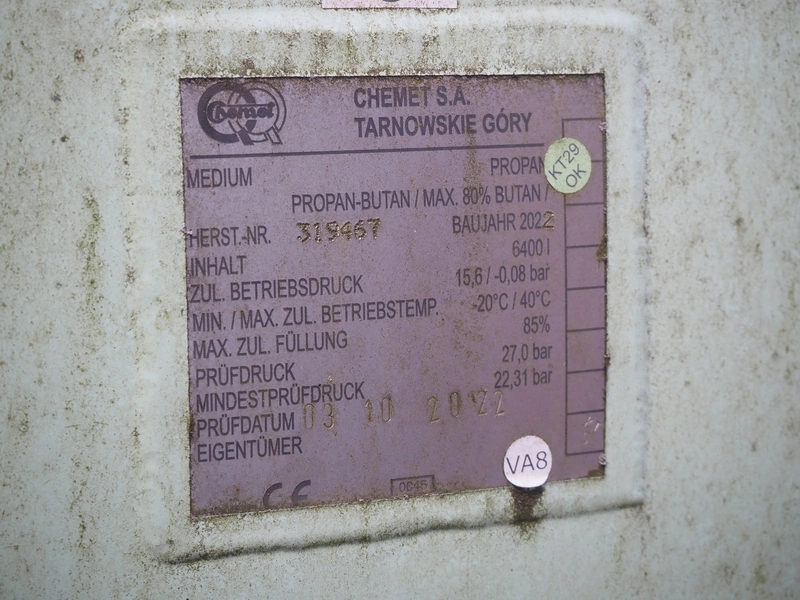 Chemet
CHEMET S.A.
TARNOWSKIE GÓRY
MEDIUM PROPAN
PROPAN-BUTAN / MAX. 80% BUTAN /
HERST.-NR. 319467 BAUJAHR 2022
INHALT 6400 l
ZUL. BETRIEBSDRUCK 15,6 / -0,08 bar
MIN. / MAX. ZUL. BETRIEBSTEMP. -20°C / 40°C
MAX. ZUL. FÜLLUNG 85%
PRÜFDRUCK 27,0 bar
MINDESTPRÜFDRUCK 22,31 bar
PRÜFDATUM 03 10 2022
EIGENTÜMER
CE 0045
KT29
OK
VA8